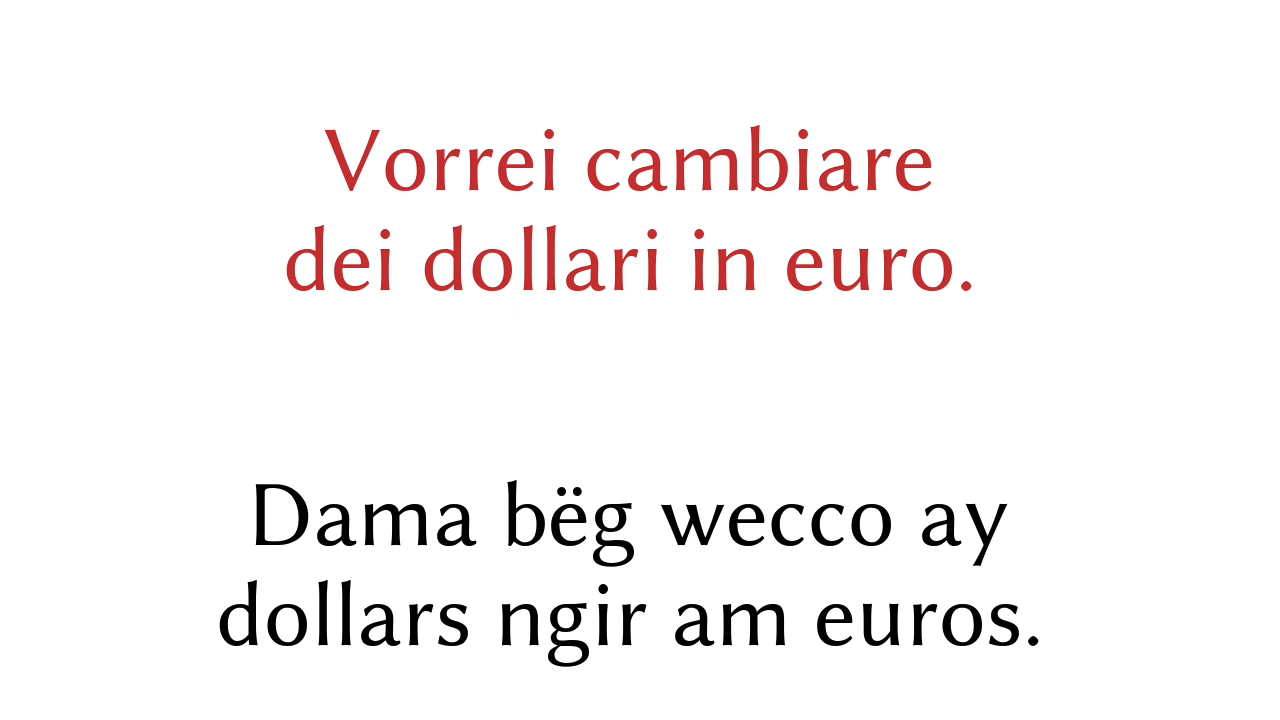 Vorrei cambiare
dei dollari in euro.
Dama bëg wecco ay
dollars ngir am euros.